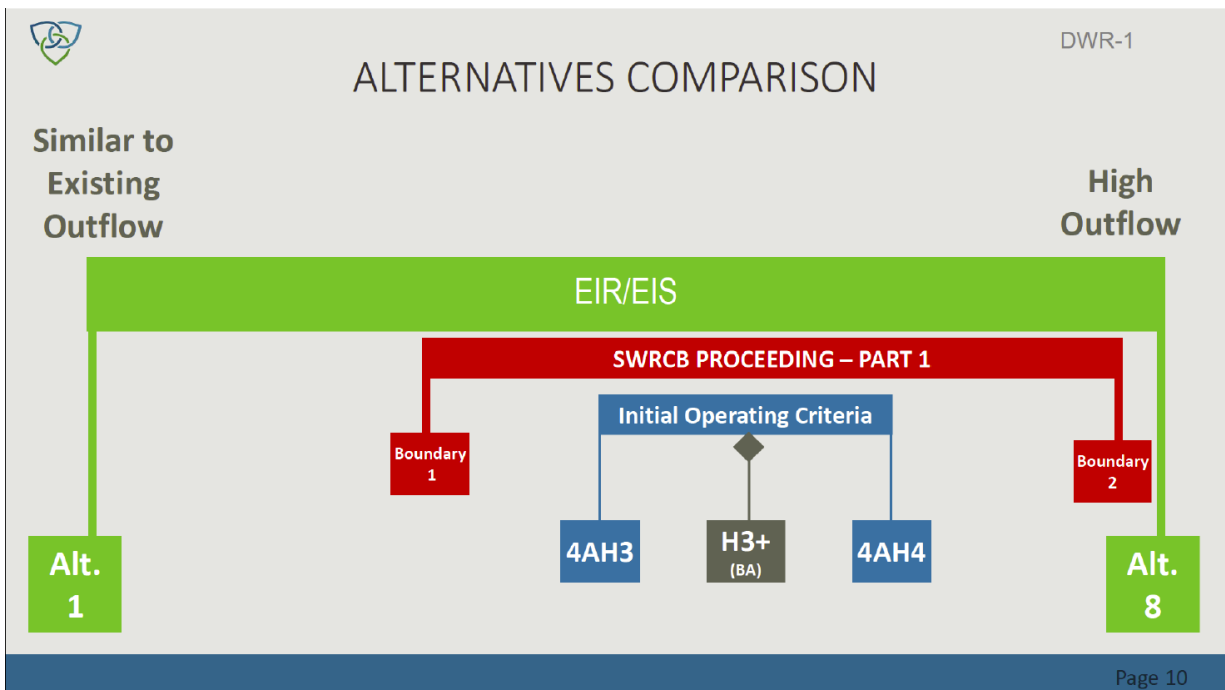 DWR-1
ALTERNATIVES COMPARISON
Similar to
Existing
Outflow
High
Outflow
EIR/EIS
SWRCB PROCEEDING – PART 1
Initial Operating Criteria
Boundary
1
Boundary
2
4AH3
H3+
(BA)
4AH4
Alt.
1
Alt.
8
Page 10